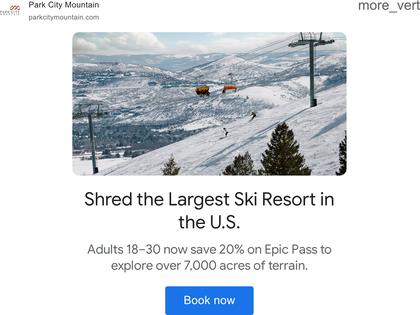 Park City Mountain
parkcitymountain.com
more_vert
Shred the Largest Ski Resort in
the U.S.
Adults 18–30 now save 20% on Epic Pass to
explore over 7,000 acres of terrain.
Book now